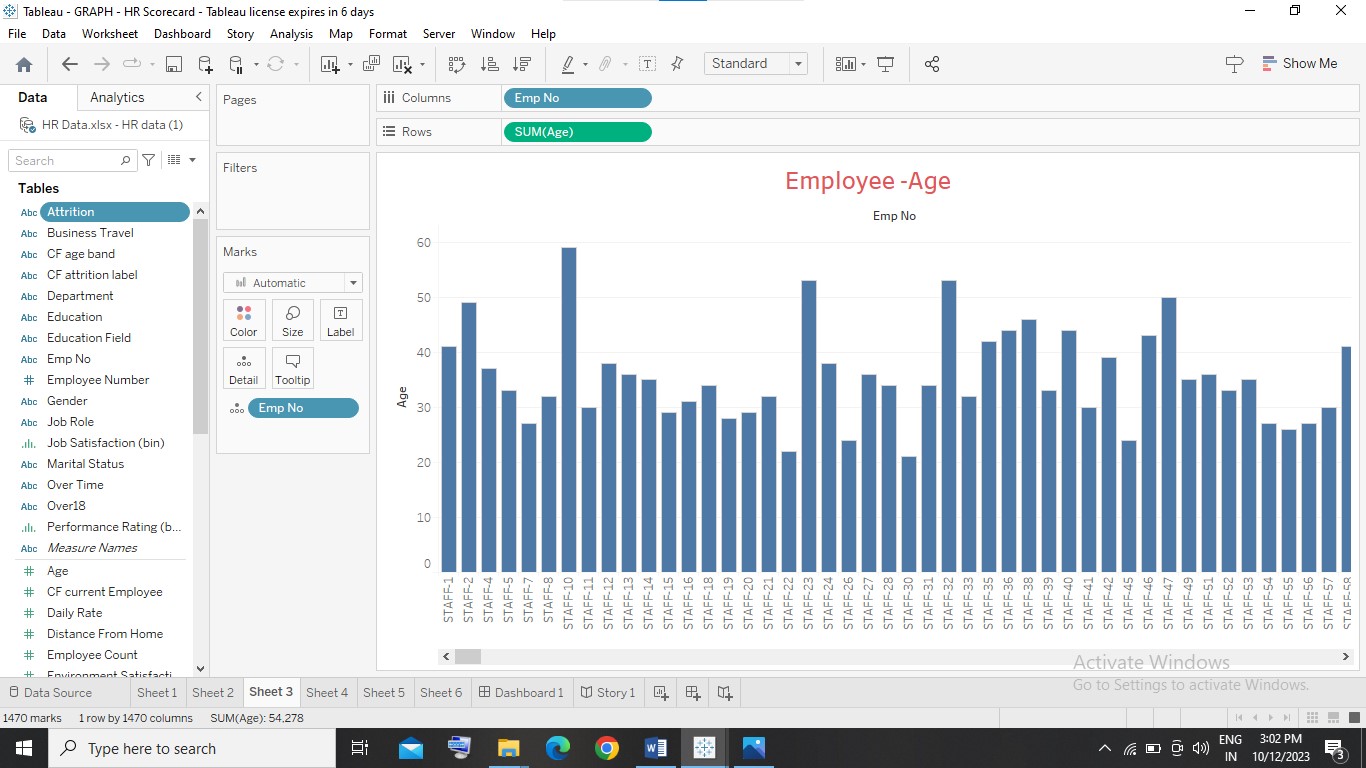 Tableau - GRAPH - HR Scorecard - Tableau license expires in 6 days
File Data Worksheet Dashboard Story Analysis Map Format Server Window Help
Standard
Show Me
Data Analytics
HR Data.xlsx - HR data (1)
Search
Tables
Abc Attrition
Abc Business Travel
Abc CF age band
Abc CF attrition label
Abc Department
Abc Education
Abc Education Field
Abc Emp No
# Employee Number
Abc Gender
Abc Job Role
Job Satisfaction (bin)
Abc Marital Status
Abc Over Time
Abc Over18
Performance Rating (b...
Abc Measure Names
# Age
# CF current Employee
# Daily Rate
# Distance From Home
# Employee Count
# Environment Satisfacti...
Pages
Filters
Marks
Automatic
Color Size Label
Detail Tooltip
Emp No
Columns Emp No
Rows SUM(Age)
Employee -Age
Emp No
60
50
40
30
20
10
0
Age
STAFF-1
STAFF-2
STAFF-4
STAFF-5
STAFF-7
STAFF-8
STAFF-10
STAFF-11
STAFF-12
STAFF-13
STAFF-14
STAFF-15
STAFF-16
STAFF-18
STAFF-19
STAFF-20
STAFF-21
STAFF-22
STAFF-23
STAFF-24
STAFF-26
STAFF-27
STAFF-28
STAFF-30
STAFF-31
STAFF-32
STAFF-33
STAFF-35
STAFF-36
STAFF-38
STAFF-39
STAFF-40
STAFF-41
STAFF-42
STAFF-45
STAFF-46
STAFF-47
STAFF-49
STAFF-51
STAFF-52
STAFF-53
STAFF-54
STAFF-55
STAFF-56
STAFF-57
STAFF-58
Activate Windows
Go to Settings to activate Windows.
Data Source Sheet 1 Sheet 2 Sheet 3 Sheet 4 Sheet 5 Sheet 6 Dashboard 1 Story 1
1470 marks 1 row by 1470 columns SUM(Age): 54,278
Type here to search
ENG
IN
3:02 PM
10/12/2023
3